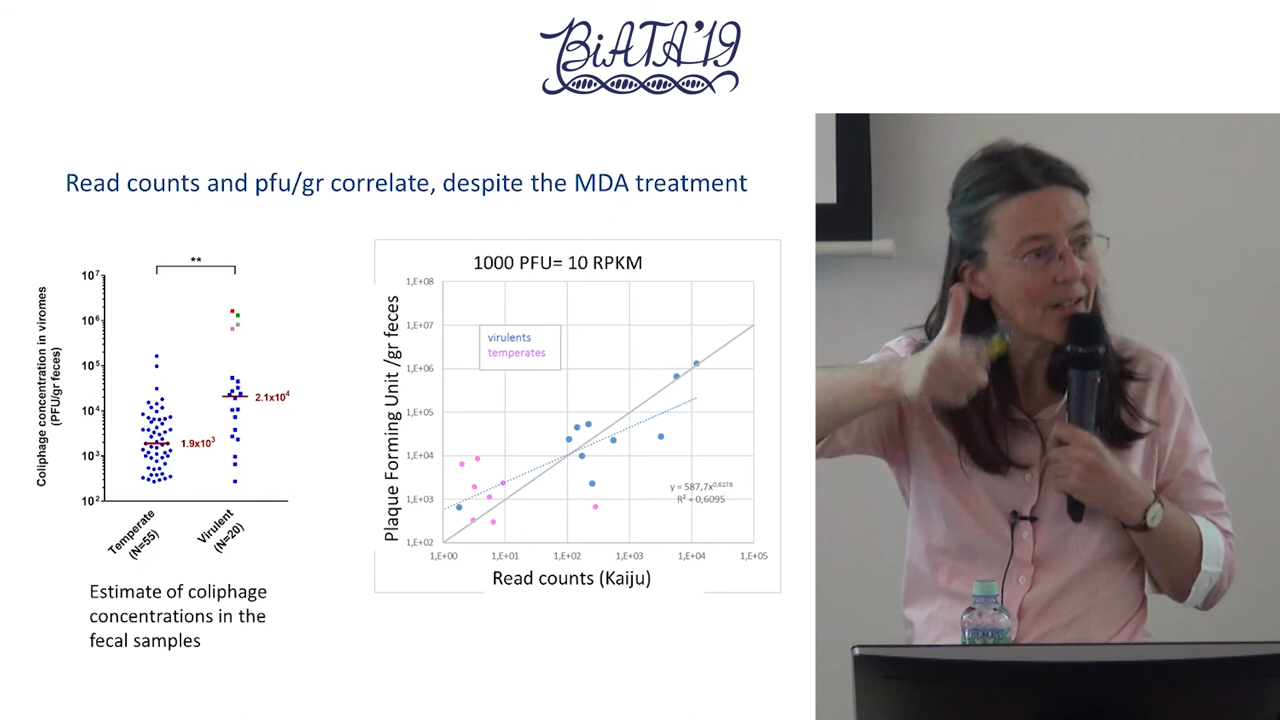 BiATA'19
Read counts and pfu/gr correlate, despite the MDA treatment
**
Coliphage concentration in viromes
(PFU/gr feces)
10⁷
10⁶
10⁵
10⁴
10³
10²
2.1x10⁴
1.9x10³
Temperate
(N=55)
Virulent
(N=20)
Estimate of coliphage
concentrations in the
fecal samples
1000 PFU= 10 RPKM
Plaque Forming Unit /gr feces
1,E+08
1,E+07
1,E+06
1,E+05
1,E+04
1,E+03
1,E+02
virulents
temperates
y = 587,7x⁰,⁶²⁷⁸
R² = 0,6095
1,E+00 1,E+01 1,E+02 1,E+03 1,E+04 1,E+05
Read counts (Kaiju)